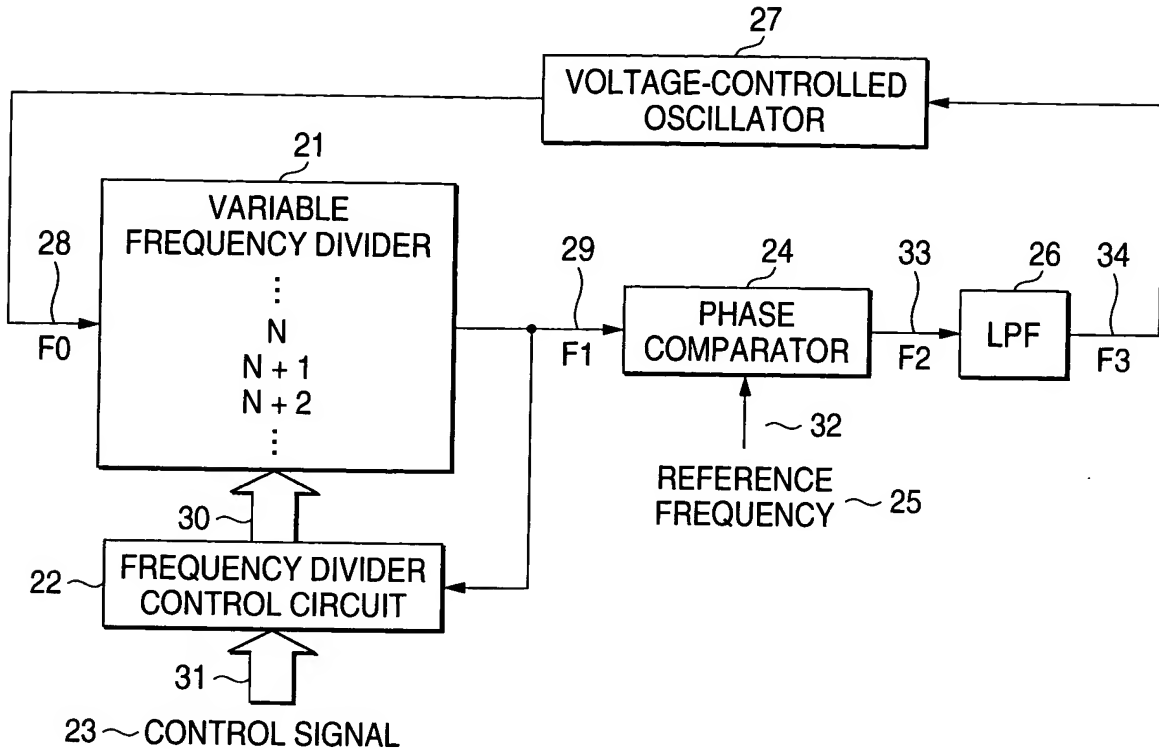 27
VOLTAGE-CONTROLLED
OSCILLATOR
21
VARIABLE
FREQUENCY DIVIDER
⋮
N
N + 1
N + 2
⋮
28
F0
29
F1
24
PHASE
COMPARATOR
33
F2
26
LPF
34
F3
32
REFERENCE
FREQUENCY
25
30
22
FREQUENCY DIVIDER
CONTROL CIRCUIT
31
23
CONTROL SIGNAL